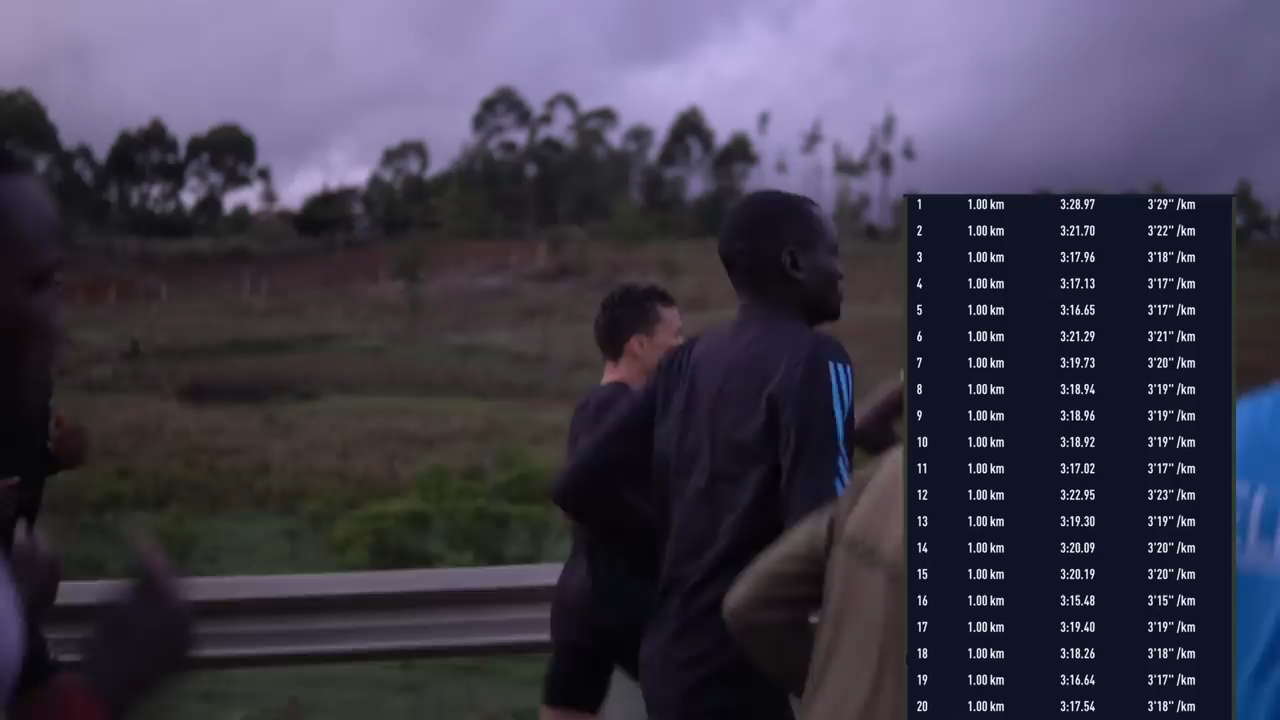 1 1.00 km 3:28.97 3'29" /km
2 1.00 km 3:21.70 3'22" /km
3 1.00 km 3:17.96 3'18" /km
4 1.00 km 3:17.13 3'17" /km
5 1.00 km 3:16.65 3'17" /km
6 1.00 km 3:21.29 3'21" /km
7 1.00 km 3:19.73 3'20" /km
8 1.00 km 3:18.94 3'19" /km
9 1.00 km 3:18.96 3'19" /km
10 1.00 km 3:18.92 3'19" /km
11 1.00 km 3:17.02 3'17" /km
12 1.00 km 3:22.95 3'23" /km
13 1.00 km 3:19.30 3'19" /km
14 1.00 km 3:20.09 3'20" /km
15 1.00 km 3:20.19 3'20" /km
16 1.00 km 3:15.48 3'15" /km
17 1.00 km 3:19.40 3'19" /km
18 1.00 km 3:18.26 3'18" /km
19 1.00 km 3:16.64 3'17" /km
20 1.00 km 3:17.54 3'18" /km